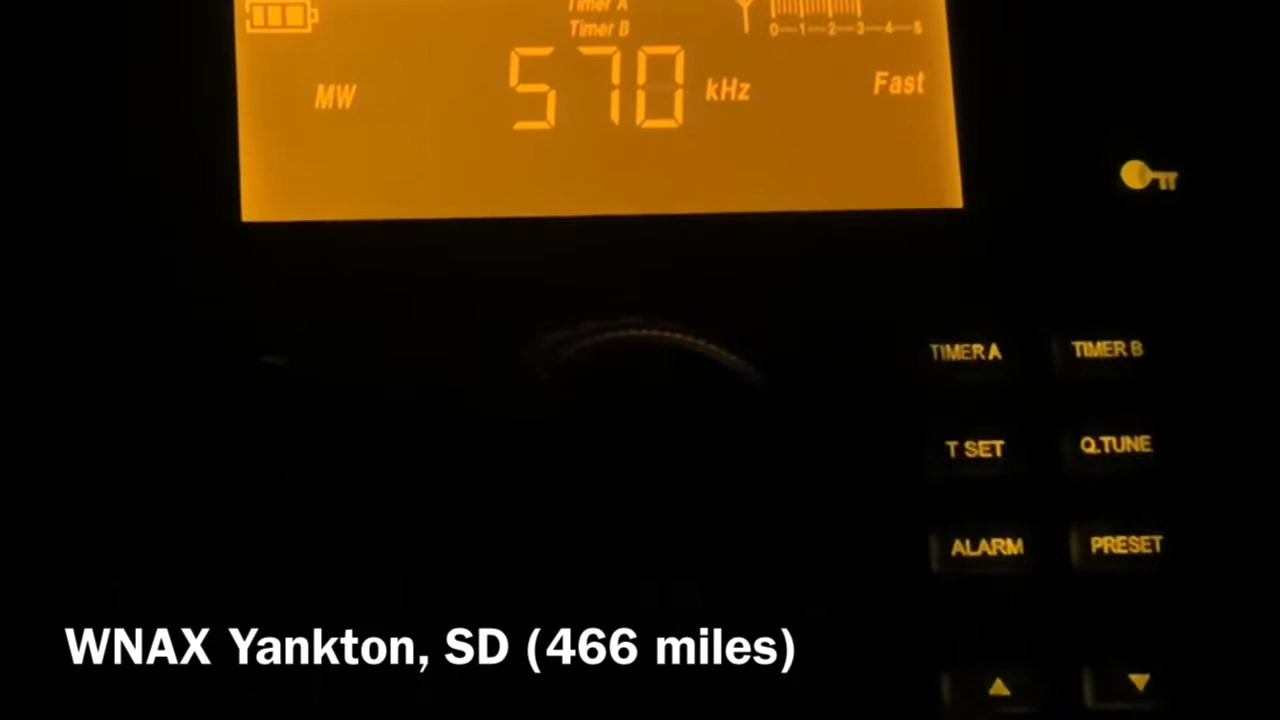 Timer A
Timer B
0 1 2 3 4 5
MW 570 kHz Fast
TIMER A TIMER B
T SET Q.TUNE
ALARM PRESET
WNAX Yankton, SD (466 miles)